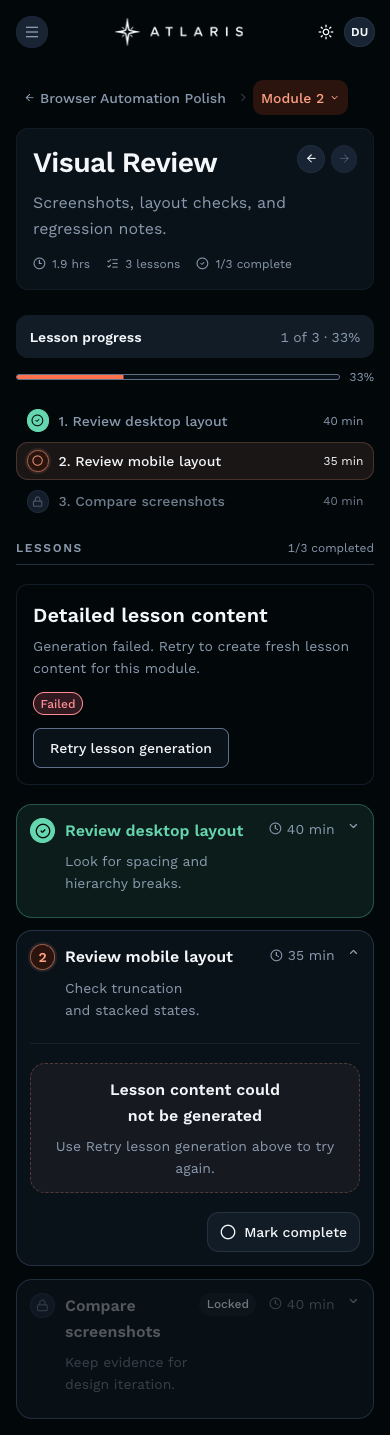 ATLARIS
DU
Browser Automation Polish
Module 2
Visual Review
Screenshots, layout checks, and
regression notes.
1.9 hrs
3 lessons
1/3 complete
Lesson progress
1 of 3 · 33%
33%
1. Review desktop layout
40 min
2. Review mobile layout
35 min
3. Compare screenshots
40 min
LESSONS
1/3 completed
Detailed lesson content
Generation failed. Retry to create fresh lesson
content for this module.
Failed
Retry lesson generation
Review desktop layout
40 min
Look for spacing and
hierarchy breaks.
2
Review mobile layout
35 min
Check truncation
and stacked states.
Lesson content could
not be generated
Use Retry lesson generation above to try
again.
Mark complete
Compare
screenshots
Locked
40 min
Keep evidence for
design iteration.